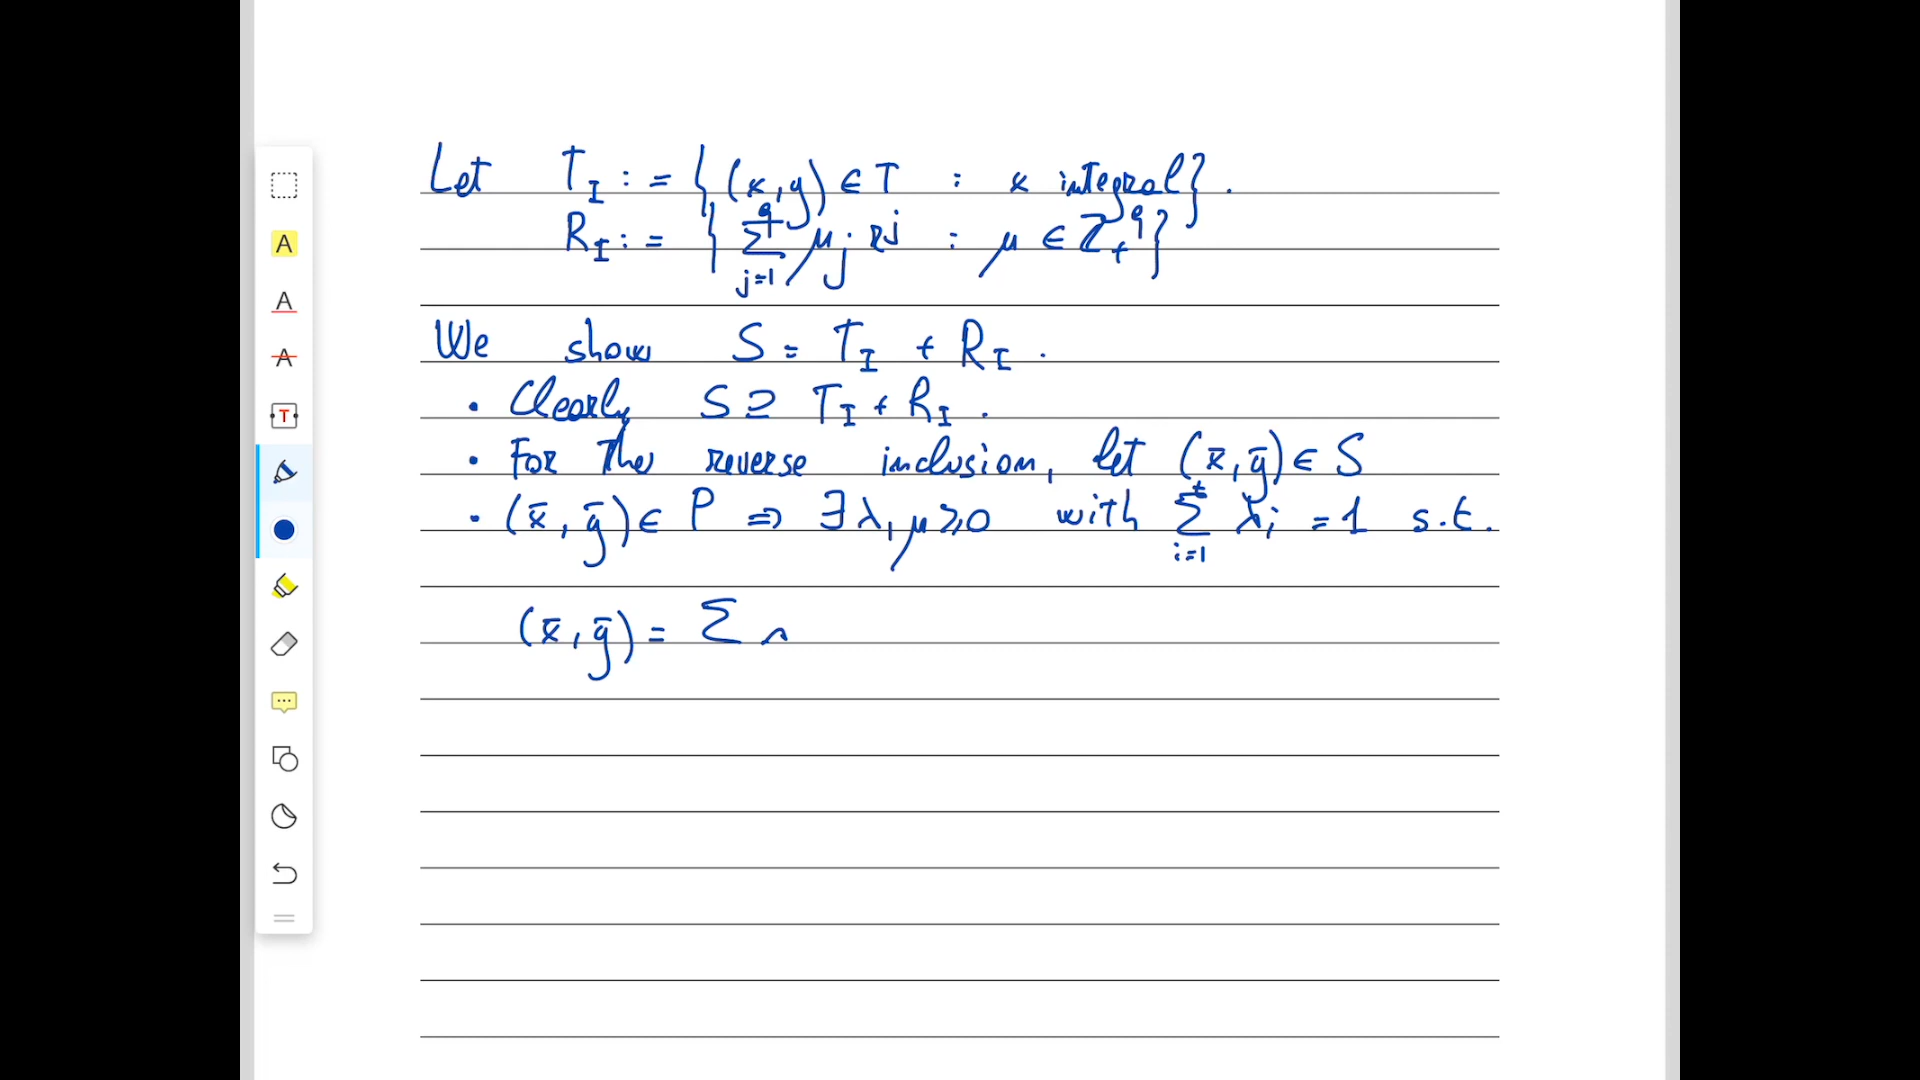 Let T_I := { (x, y) ∈ T : x integral } .
R_I := { ∑_{j=1}^{q} μ_j r^j : μ ∈ ℤ_+^q }
We show S = T_I + R_I .
• Clearly S ⊇ T_I + R_I .
• For the reverse inclusion, let (x̄, ȳ) ∈ S
• (x̄, ȳ) ∈ P ⇒ ∃ λ, μ ⩾ 0 with ∑_{i=1}^{t} λ_i = 1 s.t.
(x̄, ȳ) = ∑